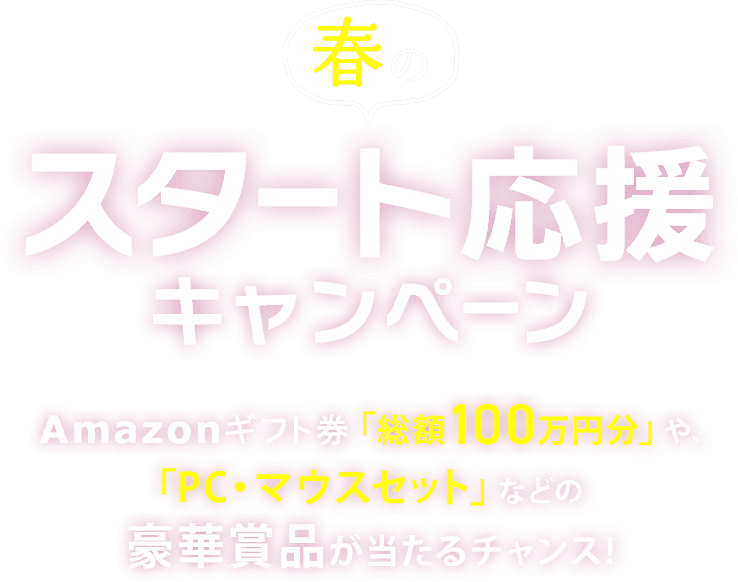 春の
スタート応援
キャンペーン
Amazonギフト券「総額100万円分」や、
「PC・マウスセット」などの
豪華賞品が当たるチャンス!